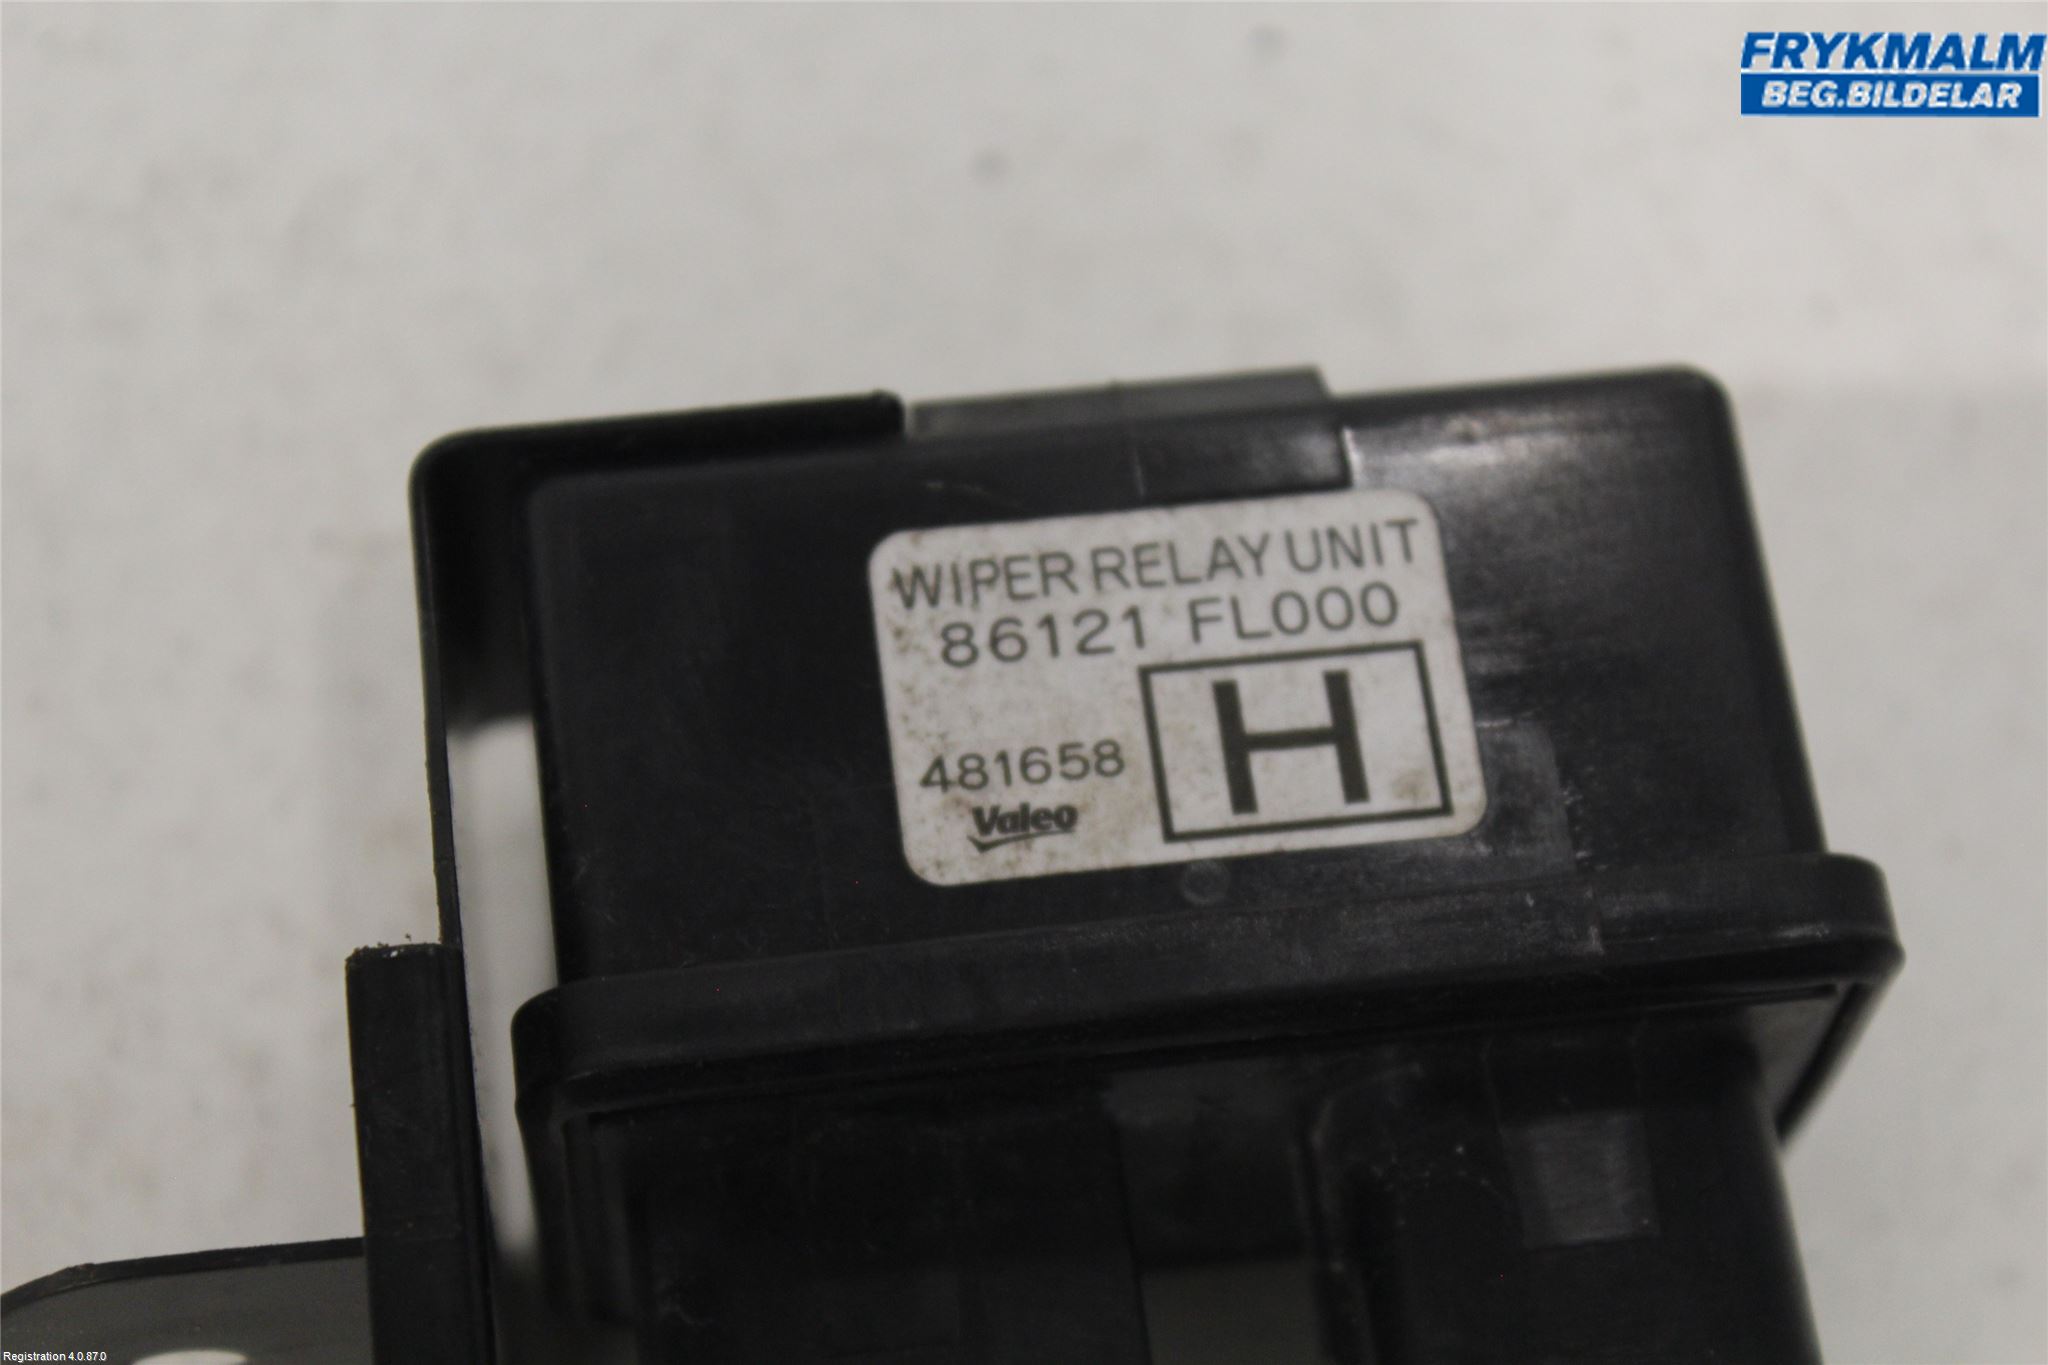 FRYKMALM
BEG.BILDELAR
WIPER RELAY UNIT
86121 FL000
H
481658
Valeo
Registration 4.0.87.0